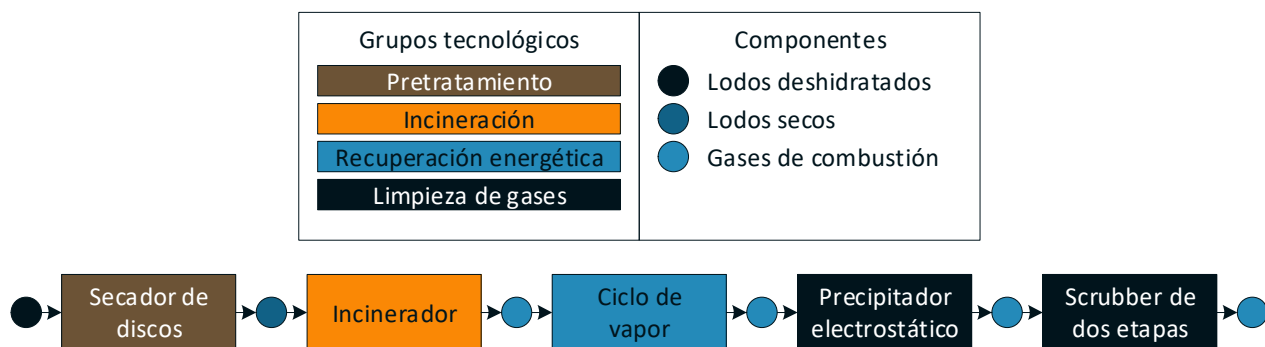 Grupos tecnológicos
Pretratamiento
Incineración
Recuperación energética
Limpieza de gases
Componentes
Lodos deshidratados
Lodos secos
Gases de combustión
Secador de
discos
Incinerador
Ciclo de
vapor
Precipitador
electrostático
Scrubber de
dos etapas